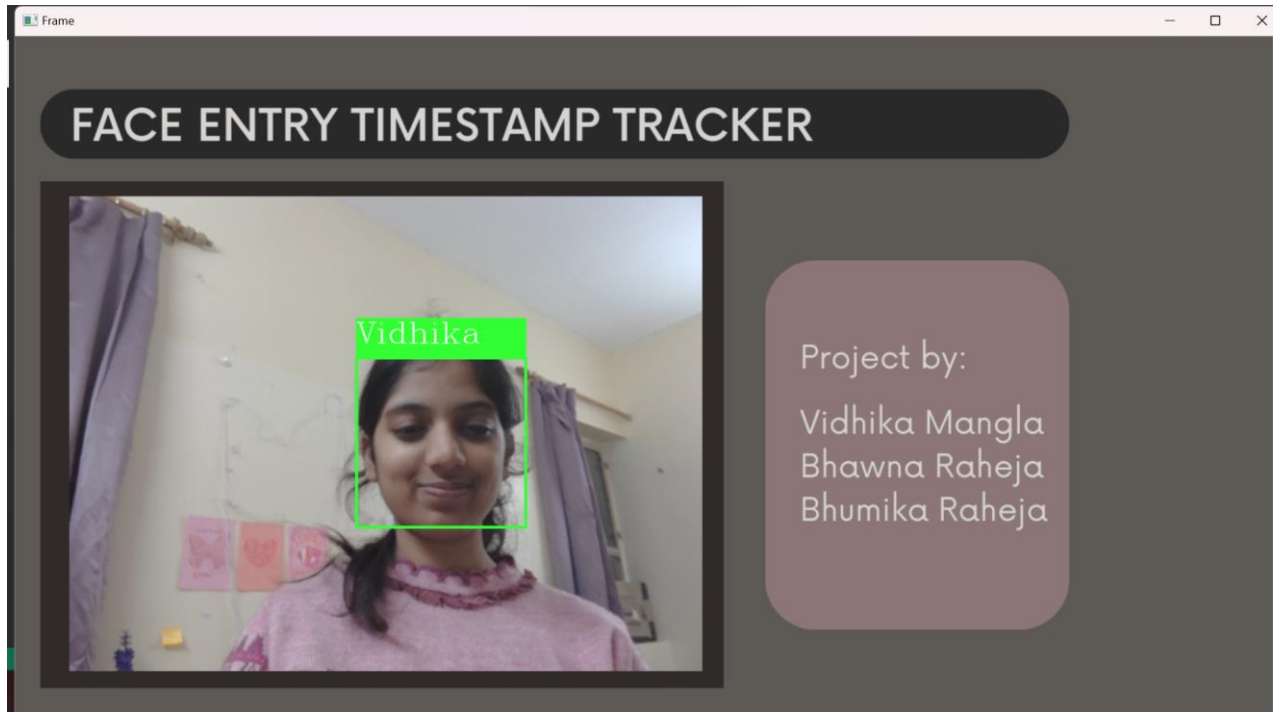 Frame
FACE ENTRY TIMESTAMP TRACKER
Vidhika
Project by:
Vidhika Mangla
Bhawna Raheja
Bhumika Raheja